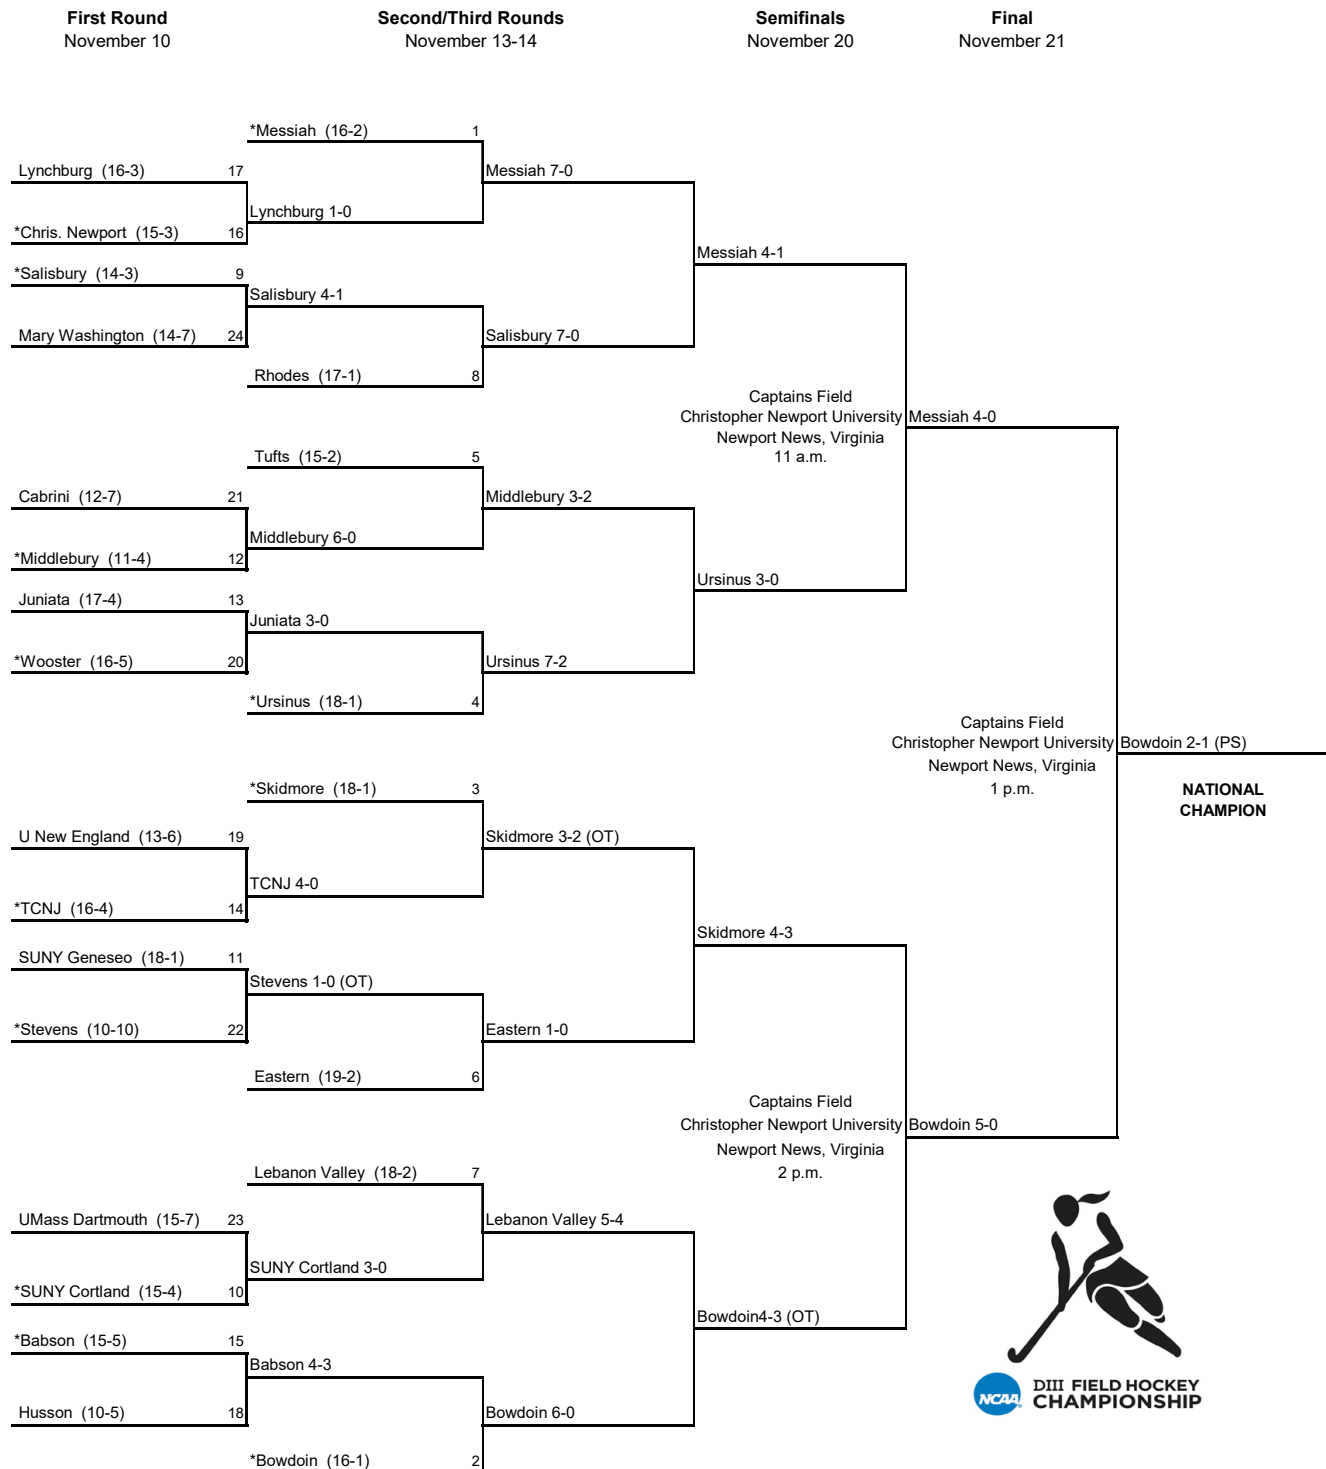 First Round
November 10
Second/Third Rounds
November 13-14
Semifinals
November 20
Final
November 21
*Messiah (16-2) 1
Lynchburg (16-3) 17
Messiah 7-0
Lynchburg 1-0
*Chris. Newport (15-3) 16
Messiah 4-1
*Salisbury (14-3) 9
Salisbury 4-1
Mary Washington (14-7) 24
Salisbury 7-0
Rhodes (17-1) 8
Captains Field
Christopher Newport University
Newport News, Virginia
11 a.m.
Messiah 4-0
Tufts (15-2) 5
Cabrini (12-7) 21
Middlebury 3-2
Middlebury 6-0
*Middlebury (11-4) 12
Ursinus 3-0
Juniata (17-4) 13
Juniata 3-0
*Wooster (16-5) 20
Ursinus 7-2
*Ursinus (18-1) 4
Captains Field
Christopher Newport University
Newport News, Virginia
1 p.m.
Bowdoin 2-1 (PS)
NATIONAL
CHAMPION
*Skidmore (18-1) 3
U New England (13-6) 19
Skidmore 3-2 (OT)
TCNJ 4-0
*TCNJ (16-4) 14
Skidmore 4-3
SUNY Geneseo (18-1) 11
Stevens 1-0 (OT)
*Stevens (10-10) 22
Eastern 1-0
Eastern (19-2) 6
Captains Field
Christopher Newport University
Newport News, Virginia
2 p.m.
Bowdoin 5-0
Lebanon Valley (18-2) 7
UMass Dartmouth (15-7) 23
Lebanon Valley 5-4
SUNY Cortland 3-0
*SUNY Cortland (15-4) 10
Bowdoin4-3 (OT)
*Babson (15-5) 15
Babson 4-3
Husson (10-5) 18
Bowdoin 6-0
*Bowdoin (16-1) 2
NCAA
DIII FIELD HOCKEY
CHAMPIONSHIP